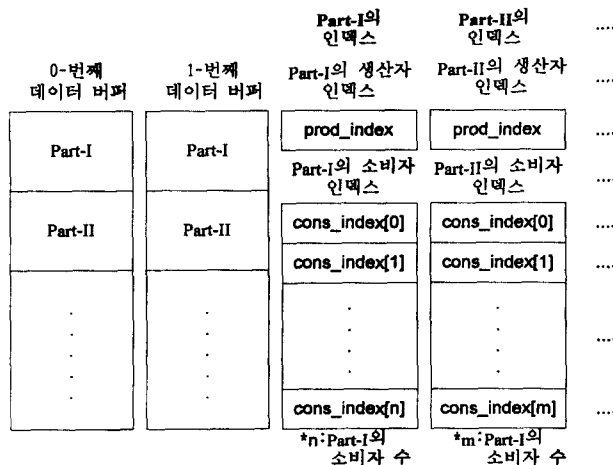 Part-I의 Part-II의 ....
인덱스 인덱스
0-번째 1-번째 Part-I의 생산자 Part-II의 생산자 ....
데이터 버퍼 데이터 버퍼 인덱스 인덱스
Part-I Part-I prod_index prod_index ....
Part-I의 소비자 Part-II의 소비자 ....
인덱스 인덱스
Part-II Part-II cons_index[0] cons_index[0] ....
cons_index[1] cons_index[1] ....
....
cons_index[n] cons_index[m] ....
*n:Part-I의 *m:Part-I의
소비자 수 소비자 수